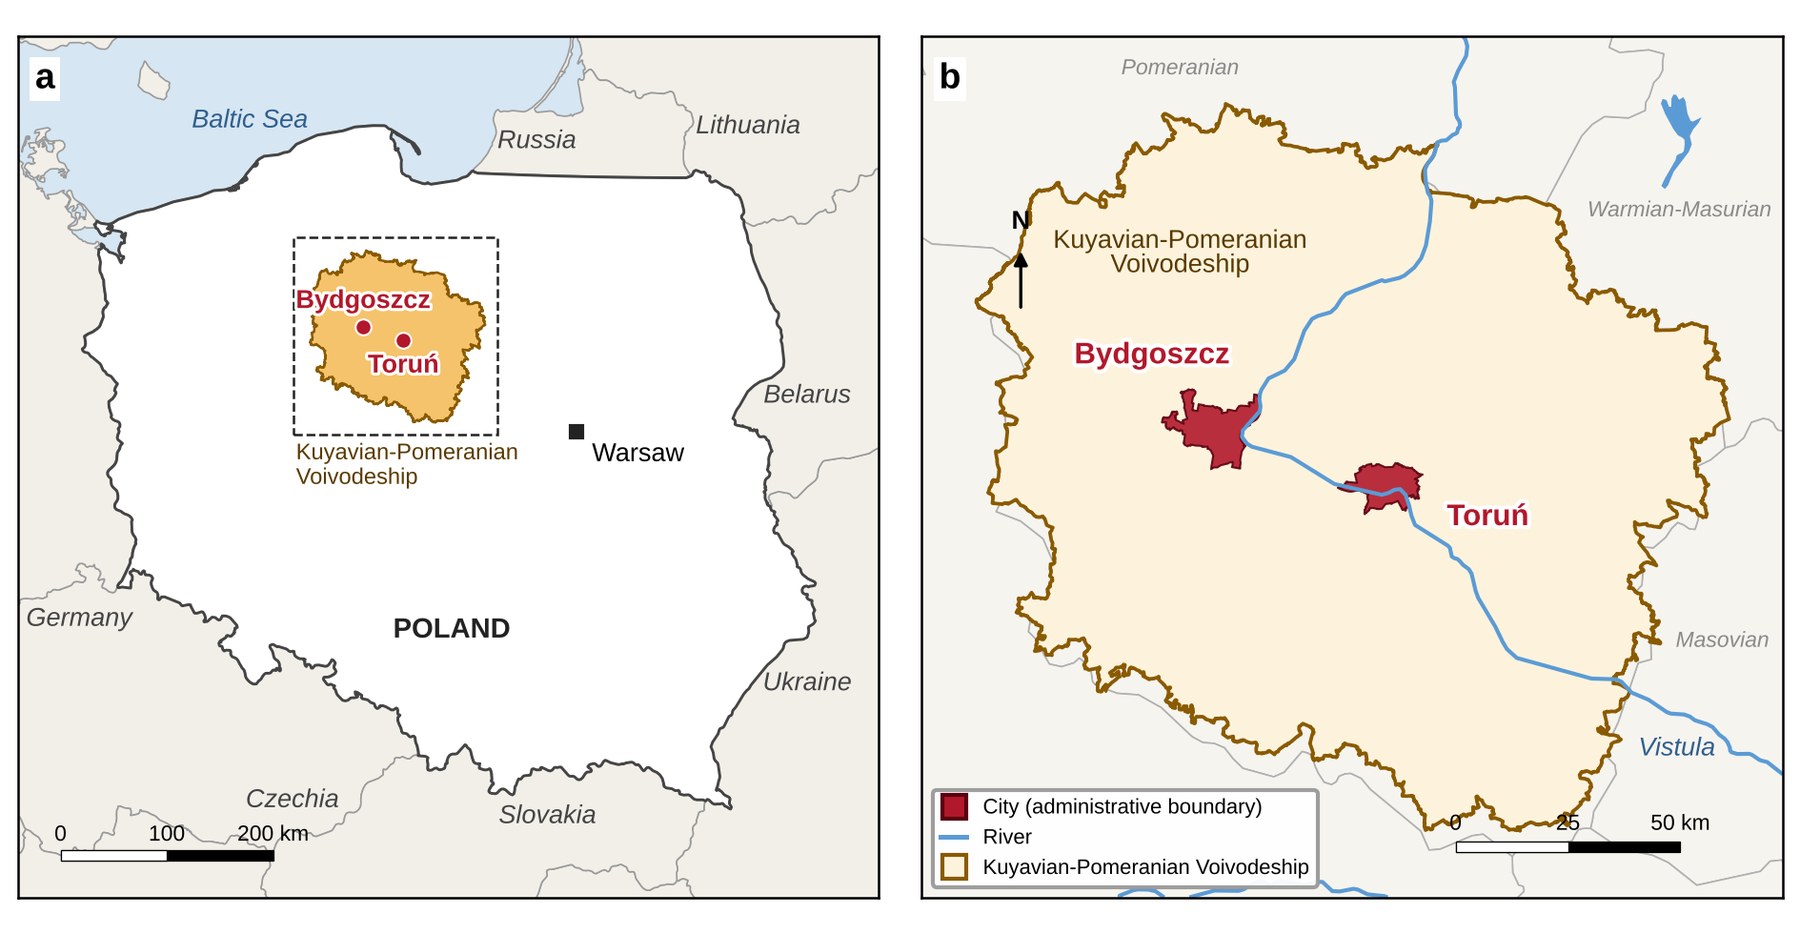 a
Baltic Sea
Russia
Lithuania
Bydgoszcz
Toruń
Belarus
Kuyavian-Pomeranian
Voivodeship
Warsaw
Germany
POLAND
Ukraine
Czechia
Slovakia
0 100 200 km
b
Pomeranian
Warmian-Masurian
N
Kuyavian-Pomeranian
Voivodeship
Bydgoszcz
Toruń
Masovian
Vistula
City (administrative boundary)
River
Kuyavian-Pomeranian Voivodeship
0 25 50 km